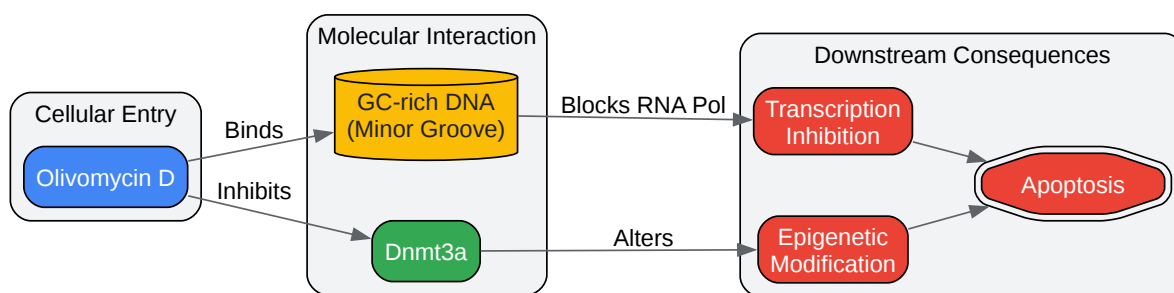 Cellular Entry
Olivomycin D
Binds
Inhibits
Molecular Interaction
GC-rich DNA
(Minor Groove)
Dnmt3a
Blocks RNA Pol
Alters
Downstream Consequences
Transcription
Inhibition
Epigenetic
Modification
Apoptosis